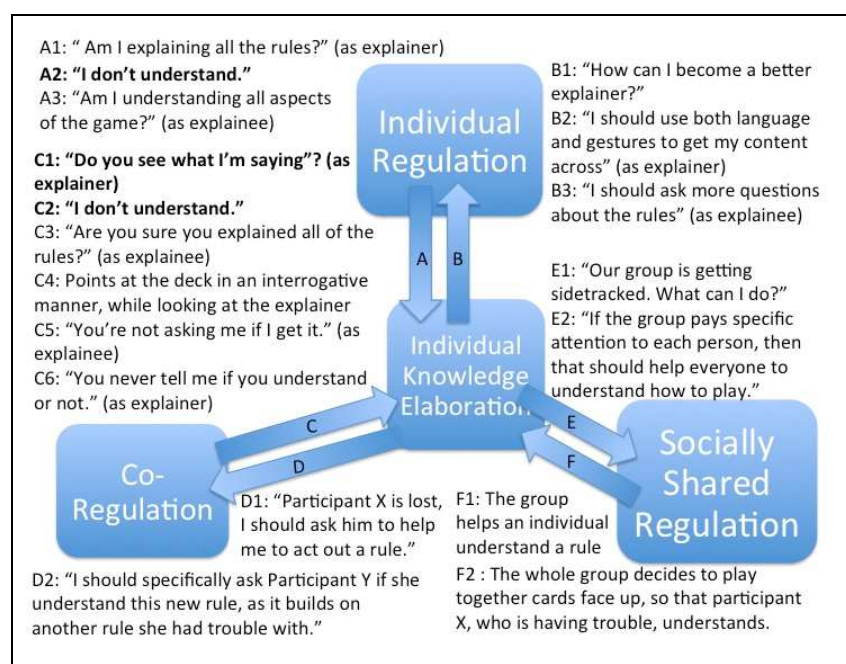 A1: “ Am I explaining all the rules?” (as explainer)
A2: “I don’t understand.”
A3: “Am I understanding all aspects
of the game?” (as explainee)
Individual
Regulation
B1: “How can I become a better
explainer?”
B2: “I should use both language
and gestures to get my content
across” (as explainer)
B3: “I should ask more questions
about the rules” (as explainee)
C1: “Do you see what I’m saying”? (as
explainer)
C2: “I don’t understand.”
C3: “Are you sure you explained all of the
rules?” (as explainee)
C4: Points at the deck in an interrogative
manner, while looking at the explainer
C5: “You’re not asking me if I get it.” (as
explainee)
C6: “You never tell me if you understand
or not.” (as explainer)
A
B
E1: “Our group is getting
sidetracked. What can I do?”
E2: “If the group pays specific
attention to each person, then
that should help everyone to
understand how to play.”
Individual
Knowledge
Elaboration
C
D
E
F
Co-
Regulation
Socially
Shared
Regulation
D1: “Participant X is lost,
I should ask him to help
me to act out a rule.”
D2: “I should specifically ask Participant Y if she
understand this new rule, as it builds on
another rule she had trouble with.”
F1: The group
helps an individual
understand a rule
F2 : The whole group decides to play
together cards face up, so that participant
X, who is having trouble, understands.